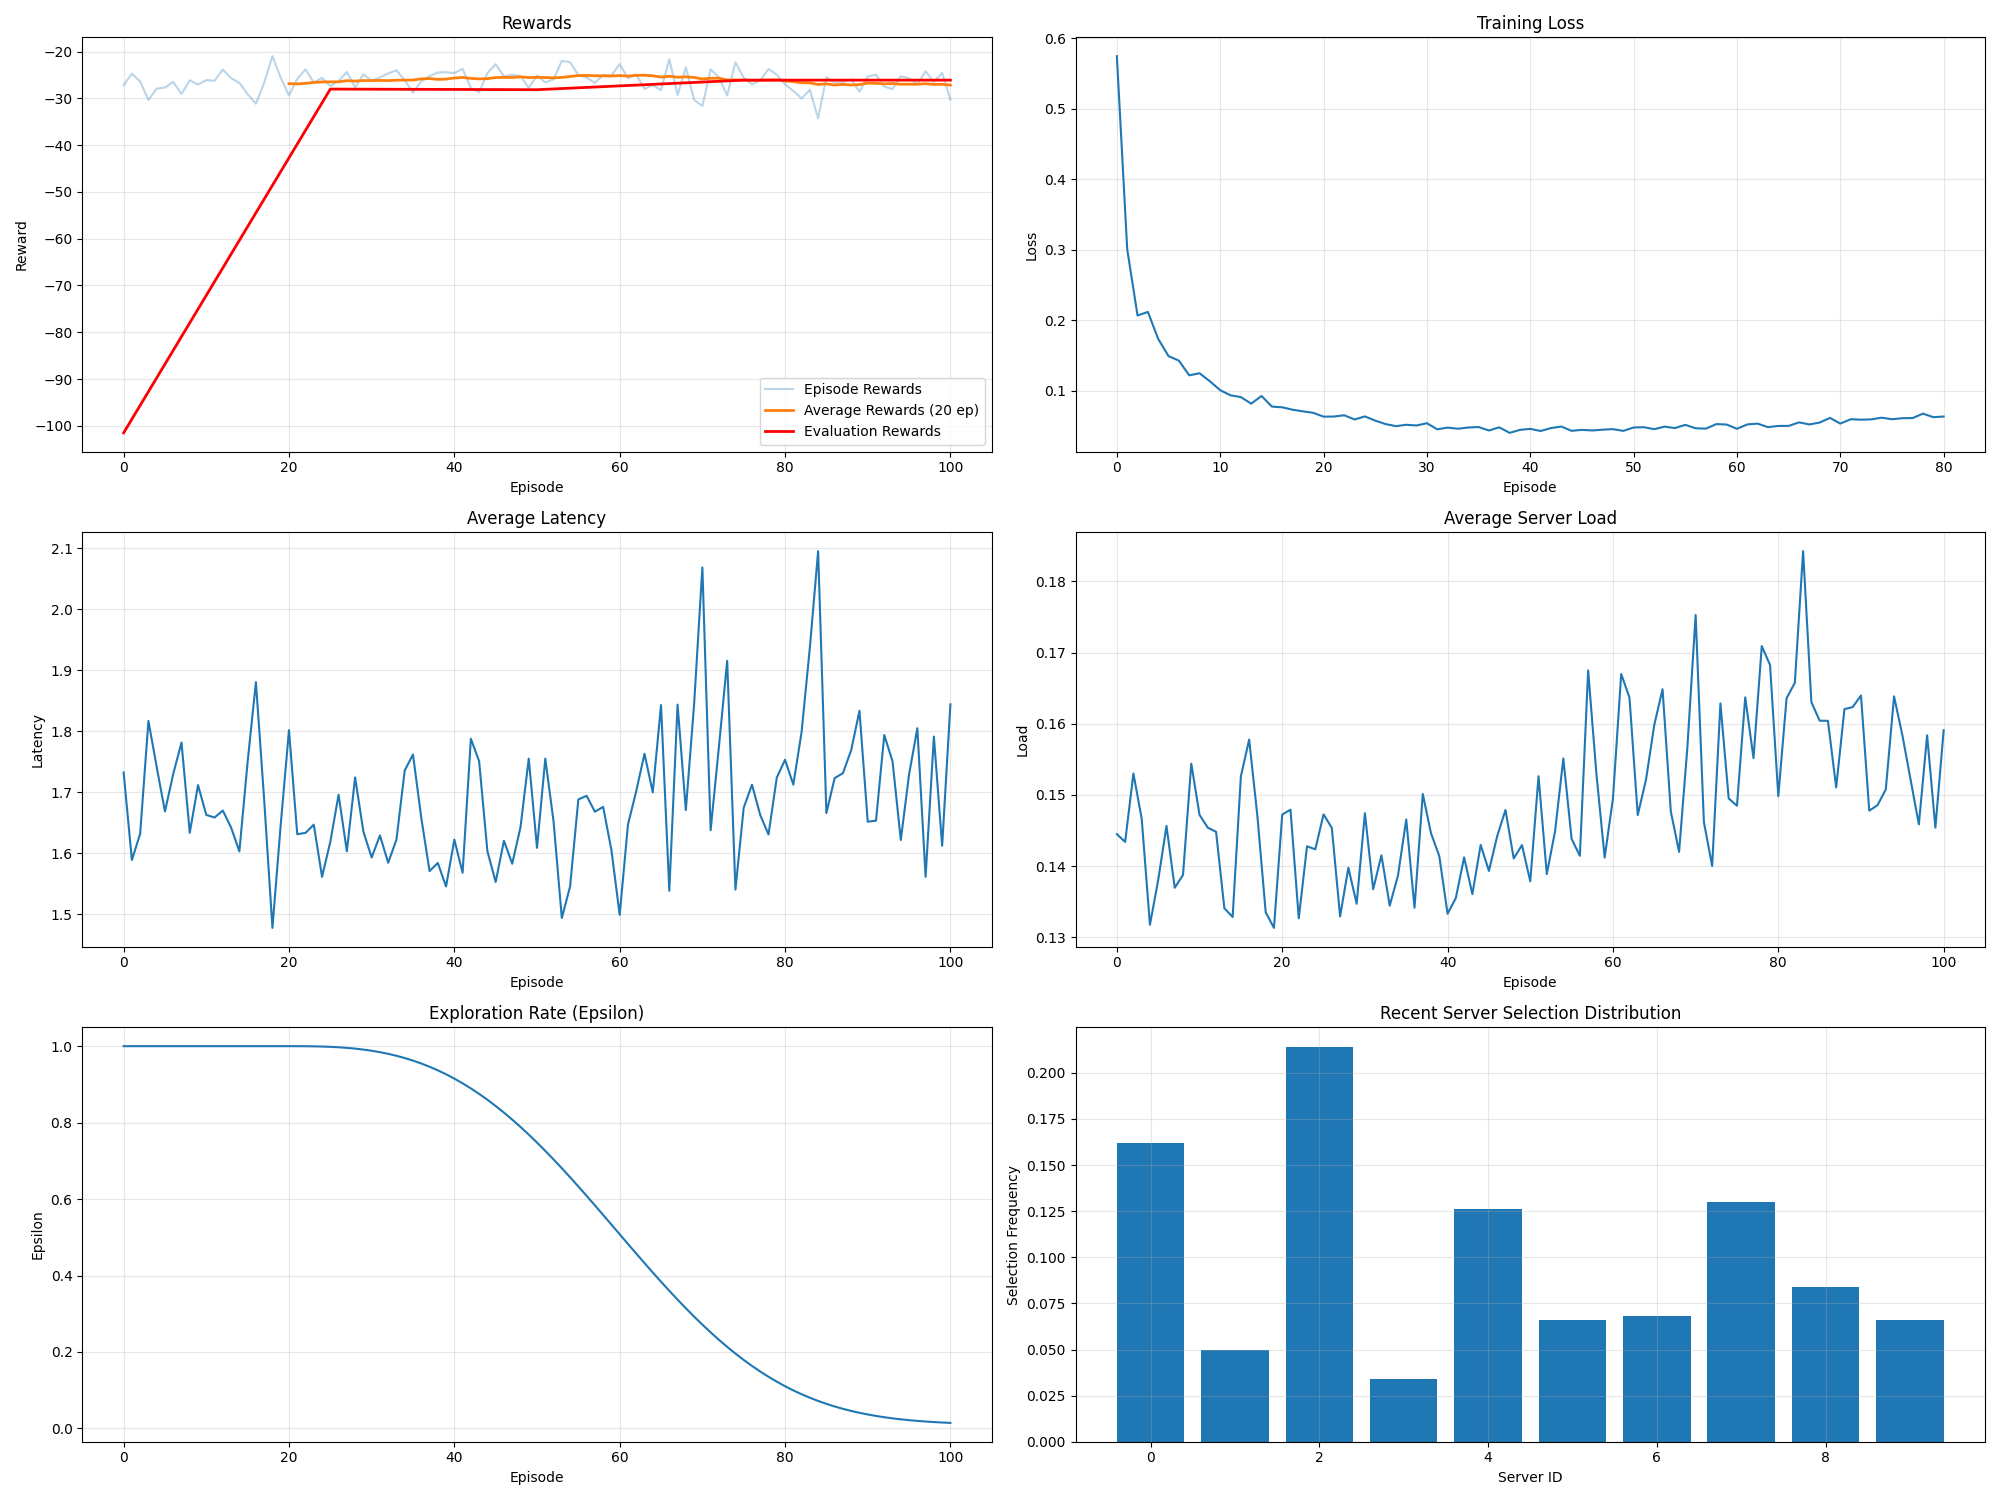 Rewards
−20
−30
−40
−50
−60
−70
−80
−90
−100
Reward
0 20 40 60 80 100
Episode
Episode Rewards
Average Rewards (20 ep)
Evaluation Rewards
Training Loss
0.6
0.5
0.4
0.3
0.2
0.1
Loss
0 10 20 30 40 50 60 70 80
Episode
Average Latency
2.1
2.0
1.9
1.8
1.7
1.6
1.5
Latency
0 20 40 60 80 100
Episode
Average Server Load
0.18
0.17
0.16
0.15
0.14
0.13
Load
0 20 40 60 80 100
Episode
Exploration Rate (Epsilon)
1.0
0.8
0.6
0.4
0.2
0.0
Epsilon
0 20 40 60 80 100
Episode
Recent Server Selection Distribution
0.200
0.175
0.150
0.125
0.100
0.075
0.050
0.025
0.000
Selection Frequency
0 2 4 6 8
Server ID